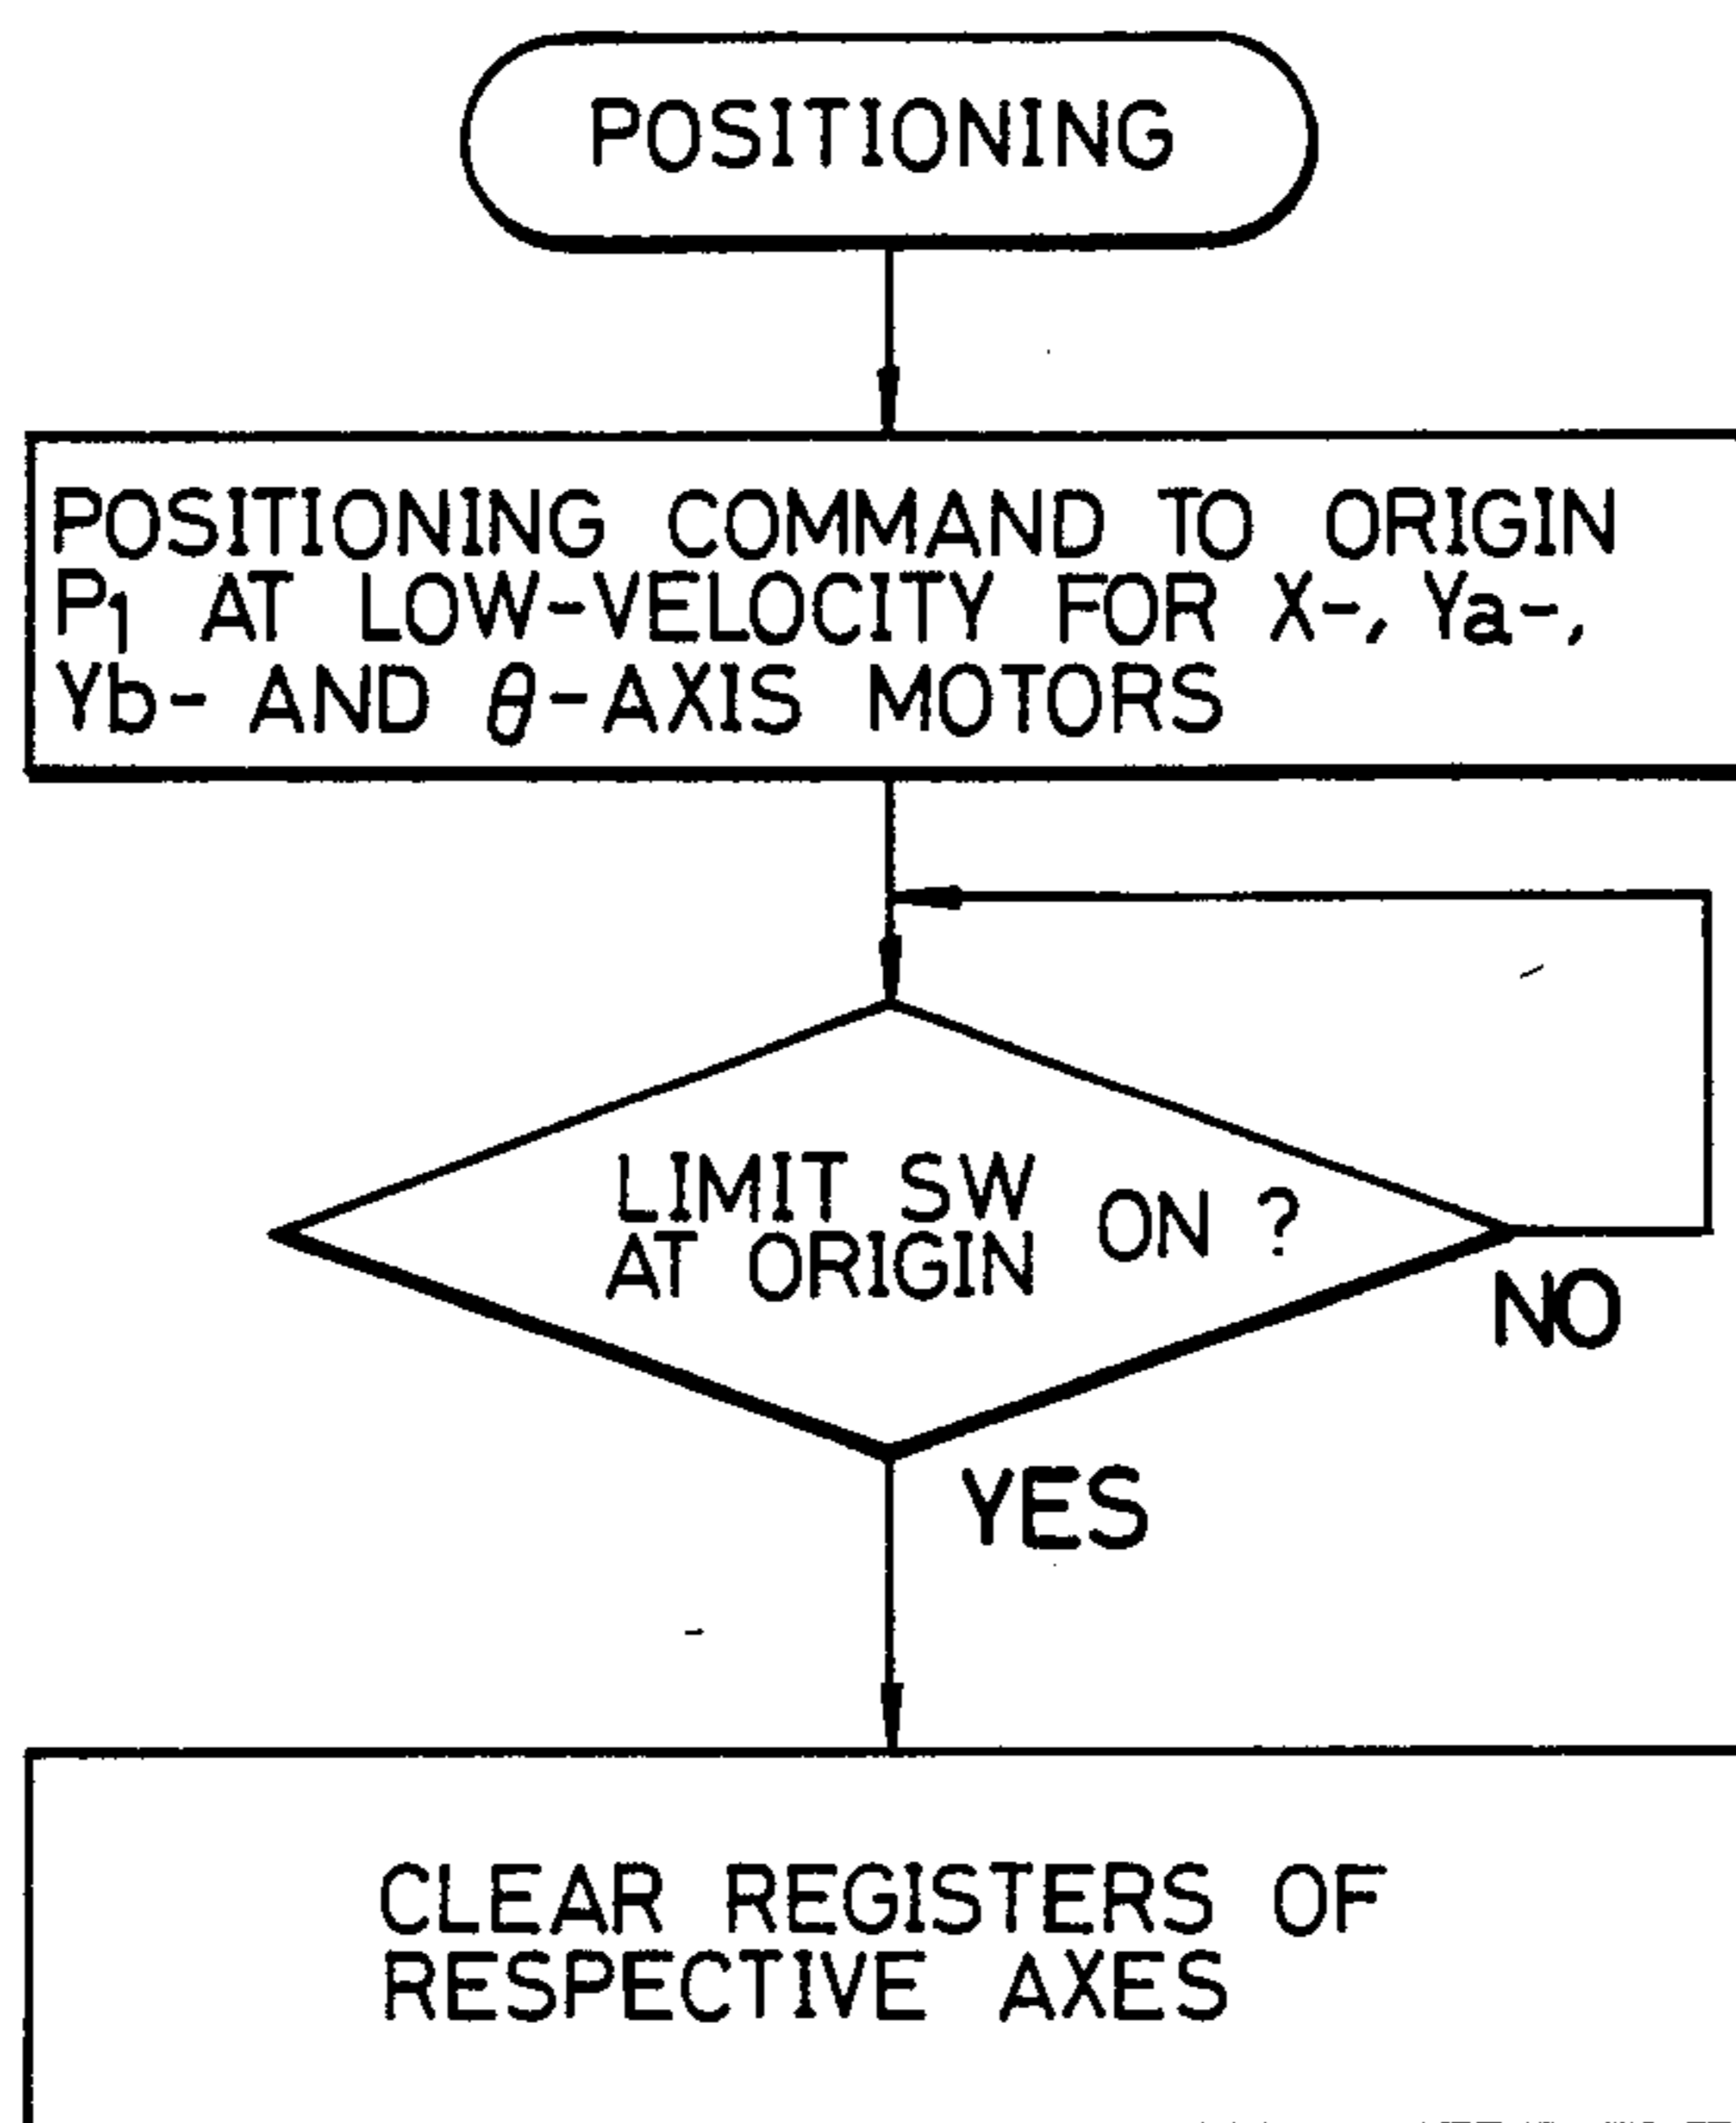 POSITIONING
POSITIONING COMMAND TO ORIGIN
P1 AT LOW-VELOCITY FOR X-, Ya-,
Yb- AND θ-AXIS MOTORS
LIMIT SW
AT ORIGIN
ON ?
NO
YES
CLEAR REGISTERS OF
RESPECTIVE AXES